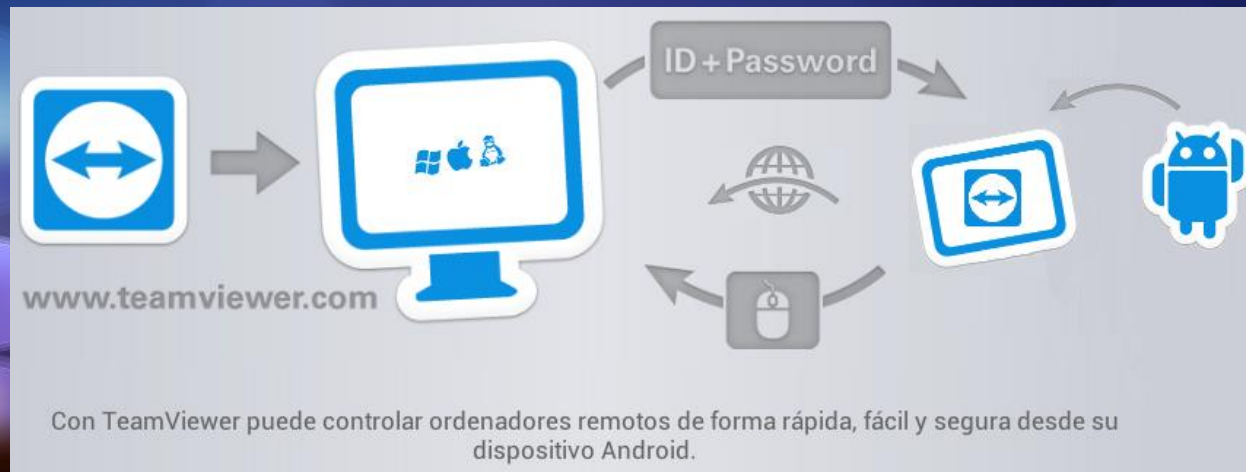 ID+Password
www.teamviewer.com
Con TeamViewer puede controlar ordenadores remotos de forma rápida, fácil y segura desde su
dispositivo Android.